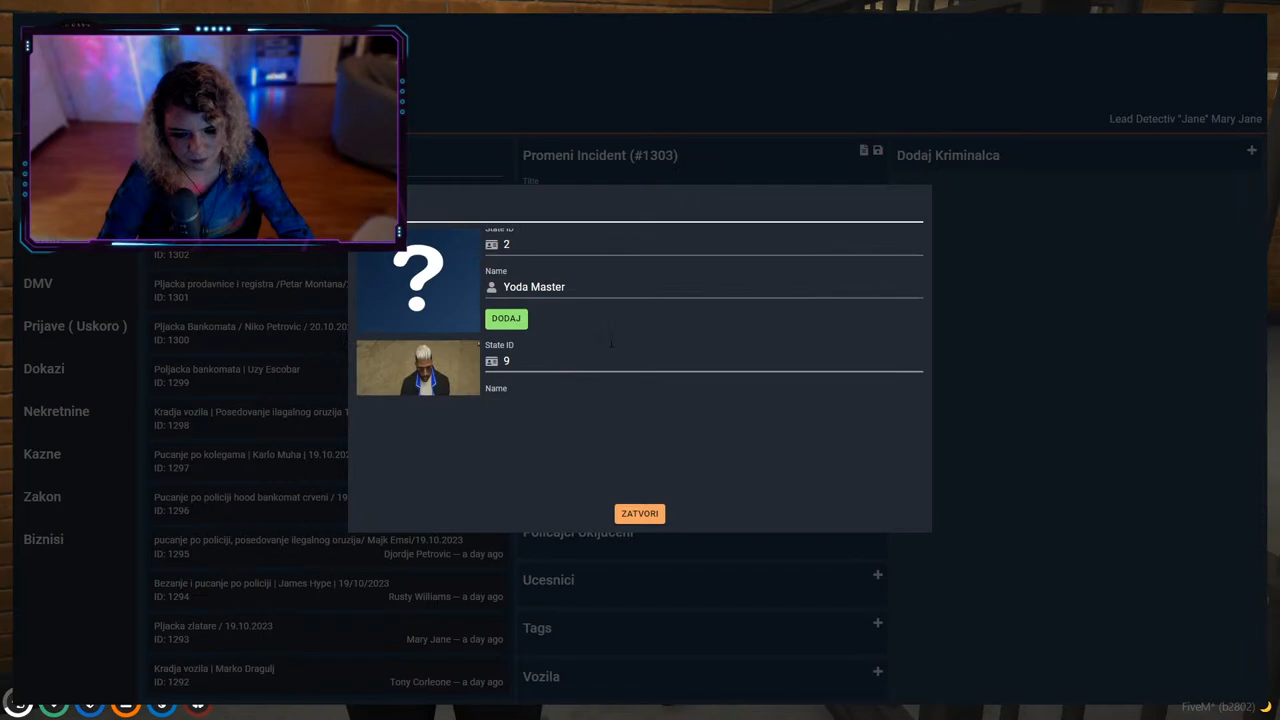 Lead Detectiv "Jane" Mary Jane
Promeni Incident (#1303)
Dodaj Kriminalca
Title
State ID
2
Name
Yoda Master
DODAJ
State ID
9
Name
ZATVORI
DMV
Prijave ( Uskoro )
Dokazi
Nekretnine
Kazne
Zakon
Biznisi
ID: 1302
Pljacka prodavnice i registra /Petar Montana/
ID: 1301
Pljacka Bankomata / Niko Petrovic / 20.10.20
ID: 1300
Poljacka bankomata | Uzy Escobar
ID: 1299
Kradja vozila | Posedovanje ilagalnog oruzija 1
ID: 1298
Pucanje po kolegama | Karlo Muha | 19.10.202
ID: 1297
Pucanje po policiji hood bankomat crveni / 19
ID: 1296
pucanje po policiji, posedovanje ilegalnog oruzija/ Majk Emsi/19.10.2023
ID: 1295
Djordje Petrovic — a day ago
Bezanje i pucanje po policiji | James Hype | 19/10/2023
ID: 1294
Rusty Williams — a day ago
Pljacka zlatare / 19.10.2023
ID: 1293
Mary Jane — a day ago
Kradja vozila | Marko Dragulj
ID: 1292
Tony Corleone — a day ago
Policajci Ukljuceni
Ucesnici
Tags
Vozila
FiveM* (b2802)